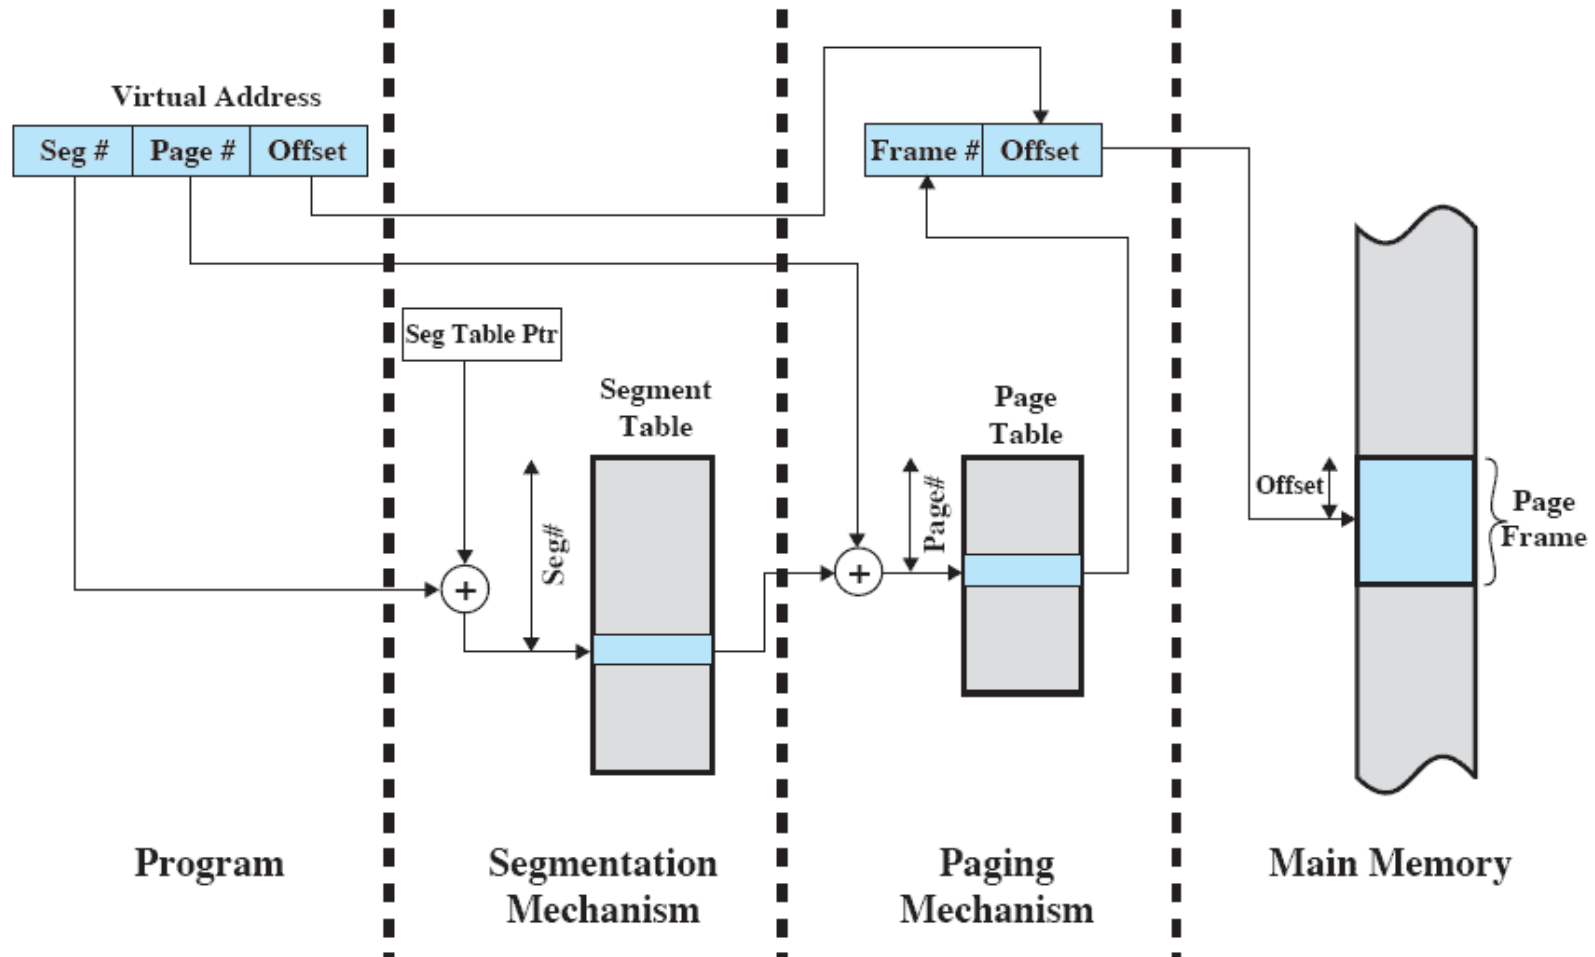 Virtual Address
Seg # Page # Offset
Frame # Offset
Seg Table Ptr
Segment
Table
Page
Table
Seg#
Page#
Offset
Page
Frame
+
+
Program
Segmentation
Mechanism
Paging
Mechanism
Main Memory